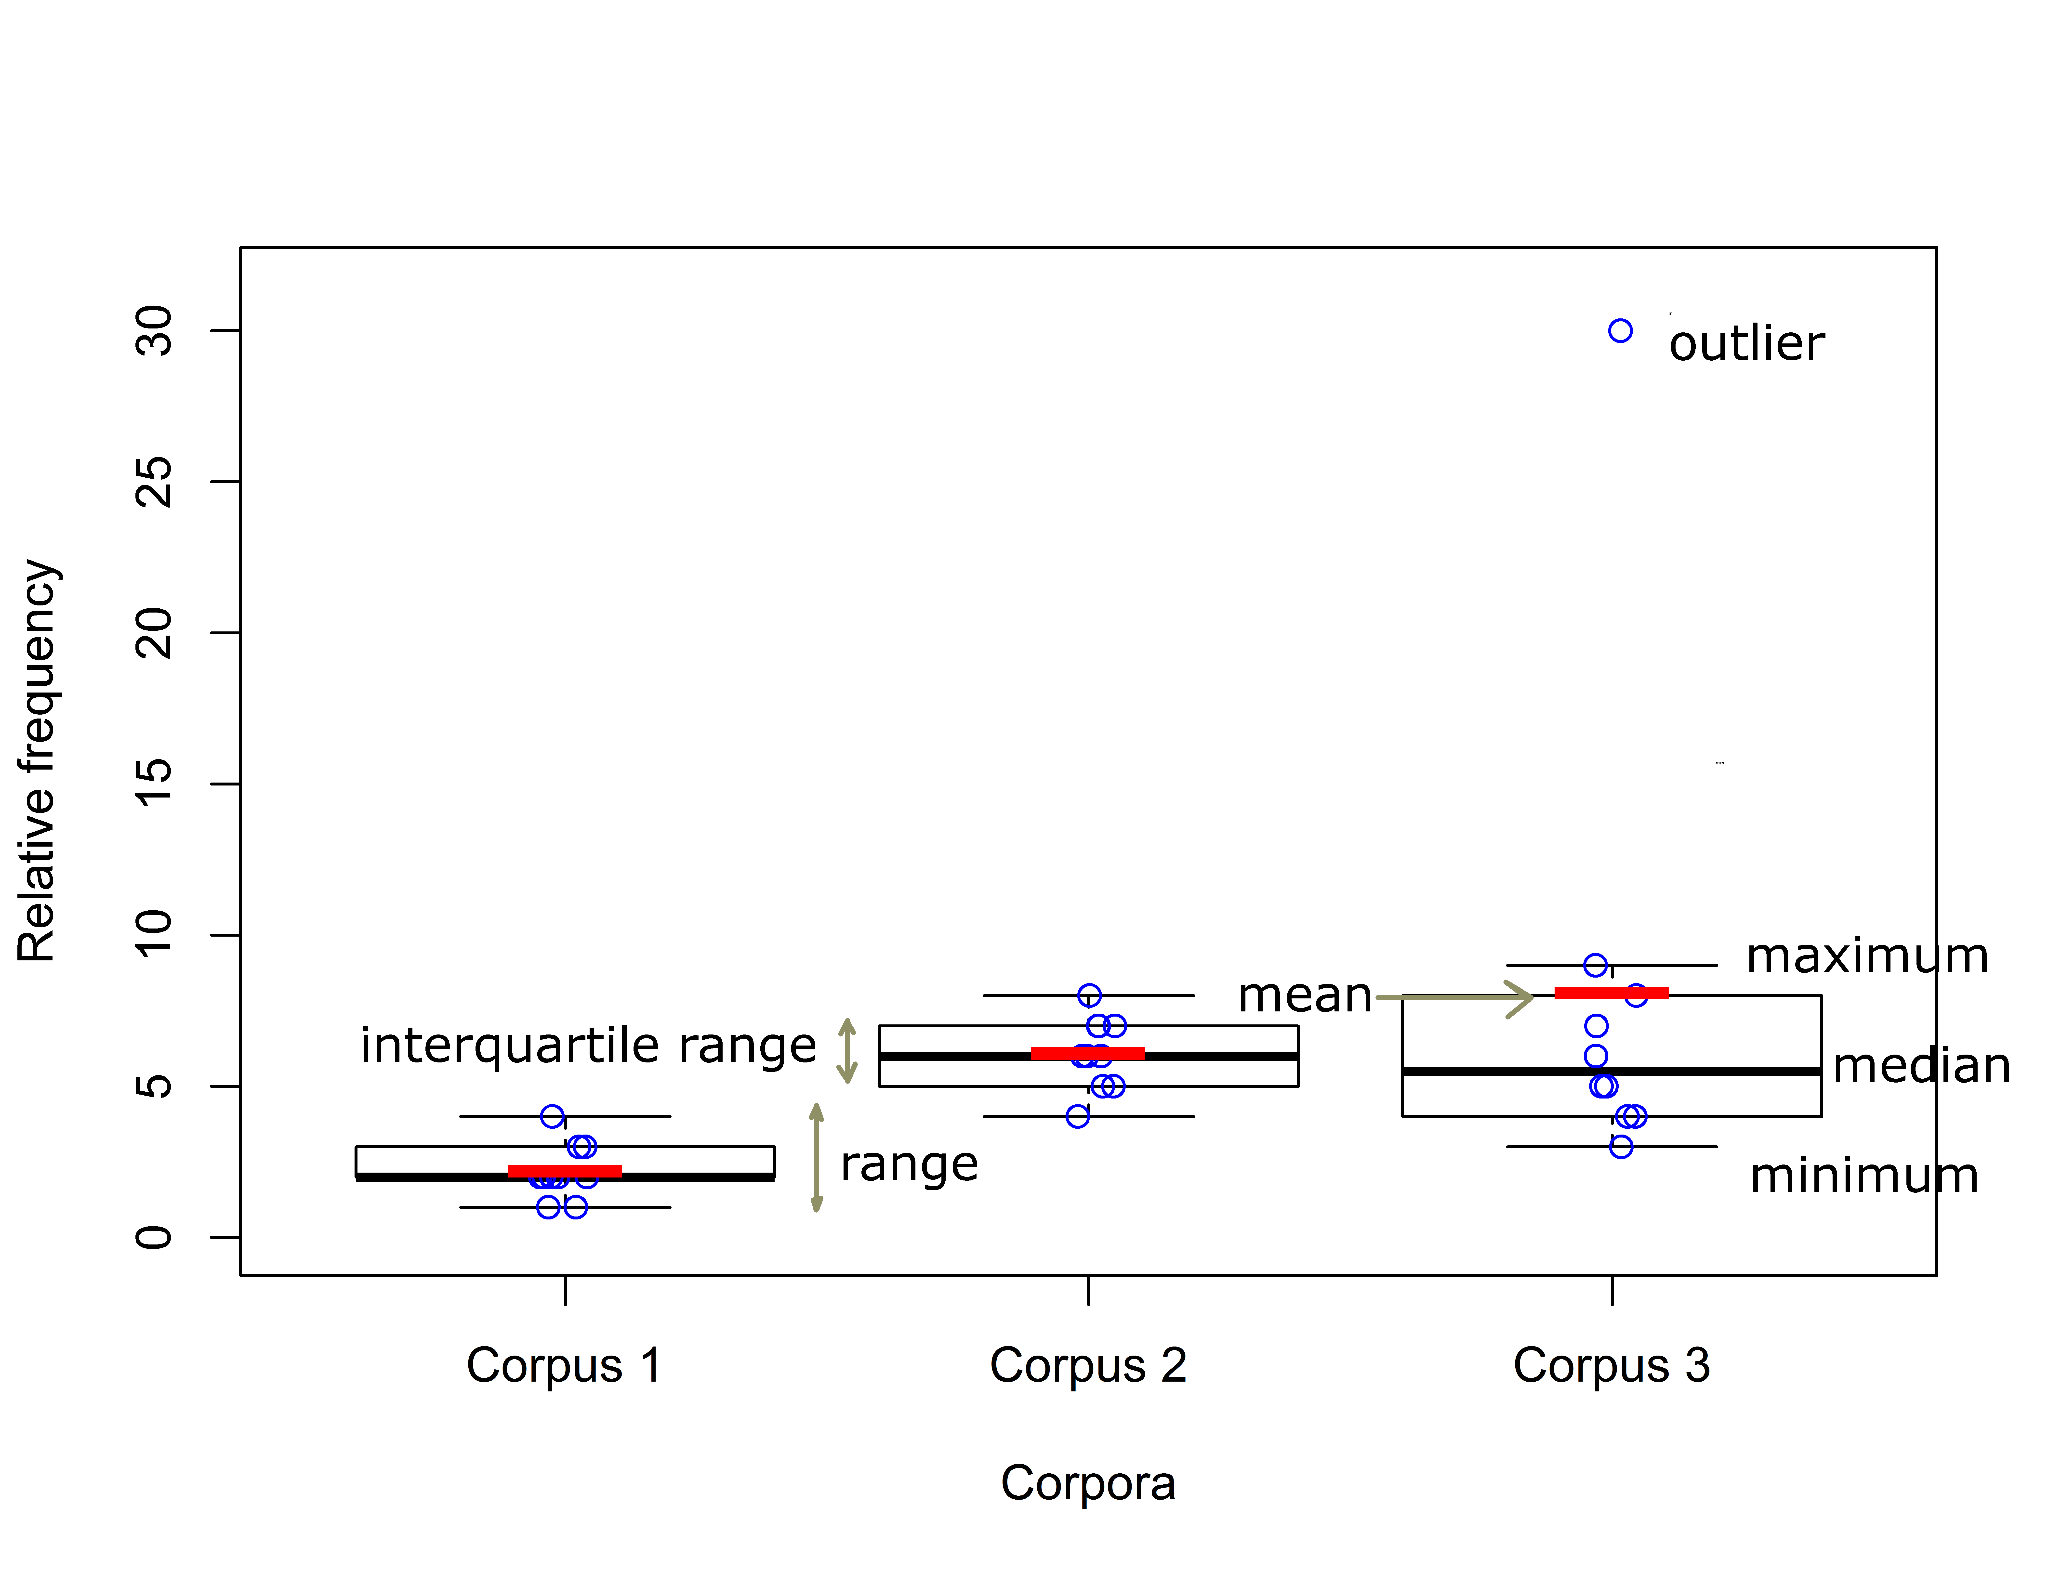 Relative frequency
30
25
20
15
10
5
0
outlier
maximum
mean
interquartile range
median
range
minimum
Corpus 1
Corpus 2
Corpus 3
Corpora